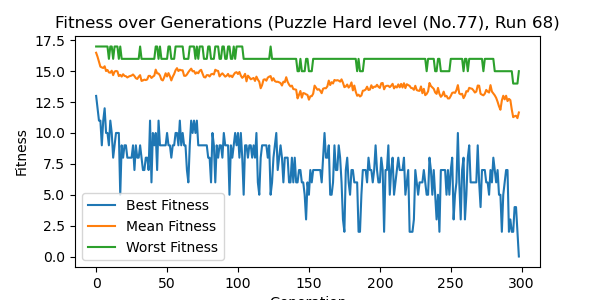 Fitness over Generations (Puzzle Hard level (No.77), Run 68)
17.5
15.0
12.5
10.0
7.5
5.0
2.5
0.0
Fitness
Best Fitness
Mean Fitness
Worst Fitness
0
50
100
150
200
250
300
Generation